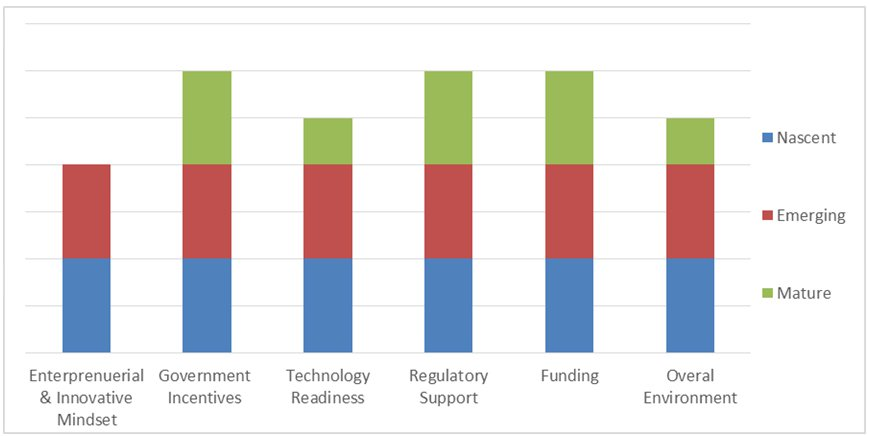 Nascent
Emerging
Mature
Enterprenuerial
& Innovative
Mindset
Government
Incentives
Technology
Readiness
Regulatory
Support
Funding
Overal
Environment